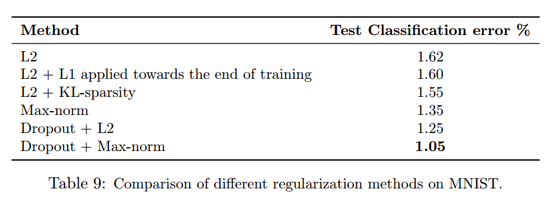 Method Test Classification error %
L2 1.62
L2 + L1 applied towards the end of training 1.60
L2 + KL-sparsity 1.55
Max-norm 1.35
Dropout + L2 1.25
Dropout + Max-norm 1.05
Table 9: Comparison of different regularization methods on MNIST.